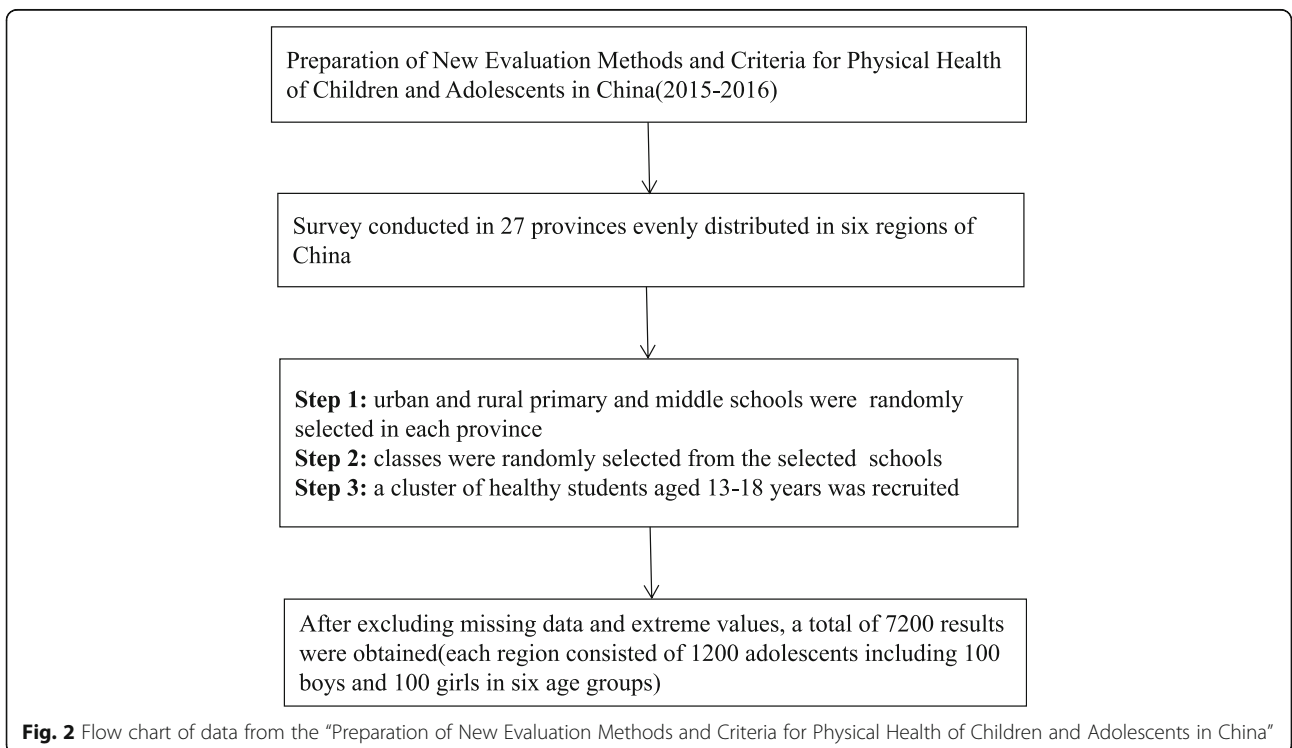 Preparation of New Evaluation Methods and Criteria for Physical Health
of Children and Adolescents in China(2015-2016)
Survey conducted in 27 provinces evenly distributed in six regions of
China
Step 1: urban and rural primary and middle schools were randomly
selected in each province
Step 2: classes were randomly selected from the selected schools
Step 3: a cluster of healthy students aged 13-18 years was recruited
After excluding missing data and extreme values, a total of 7200 results
were obtained(each region consisted of 1200 adolescents including 100
boys and 100 girls in six age groups)
Fig. 2 Flow chart of data from the “Preparation of New Evaluation Methods and Criteria for Physical Health of Children and Adolescents in China”